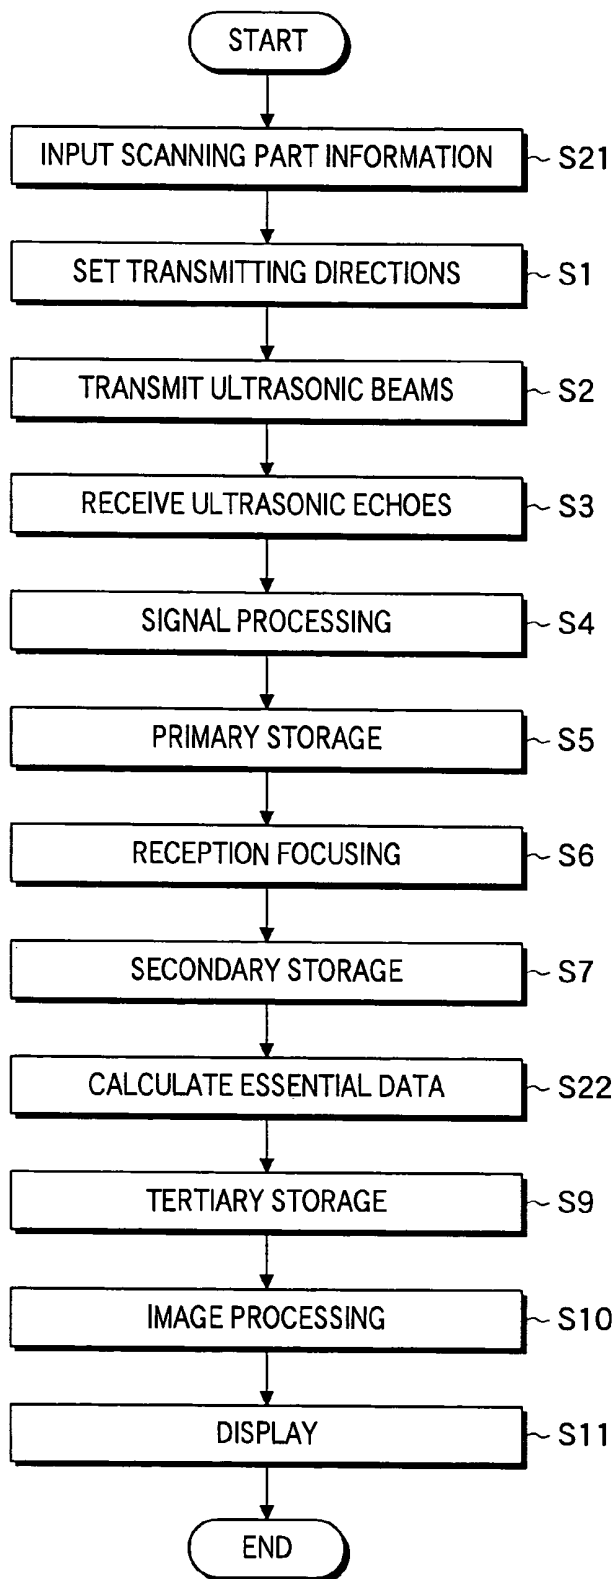 START
INPUT SCANNING PART INFORMATION ~ S21
SET TRANSMITTING DIRECTIONS ~ S1
TRANSMIT ULTRASONIC BEAMS ~ S2
RECEIVE ULTRASONIC ECHOES ~ S3
SIGNAL PROCESSING ~ S4
PRIMARY STORAGE ~ S5
RECEPTION FOCUSING ~ S6
SECONDARY STORAGE ~ S7
CALCULATE ESSENTIAL DATA ~ S22
TERTIARY STORAGE ~ S9
IMAGE PROCESSING ~ S10
DISPLAY ~ S11
END